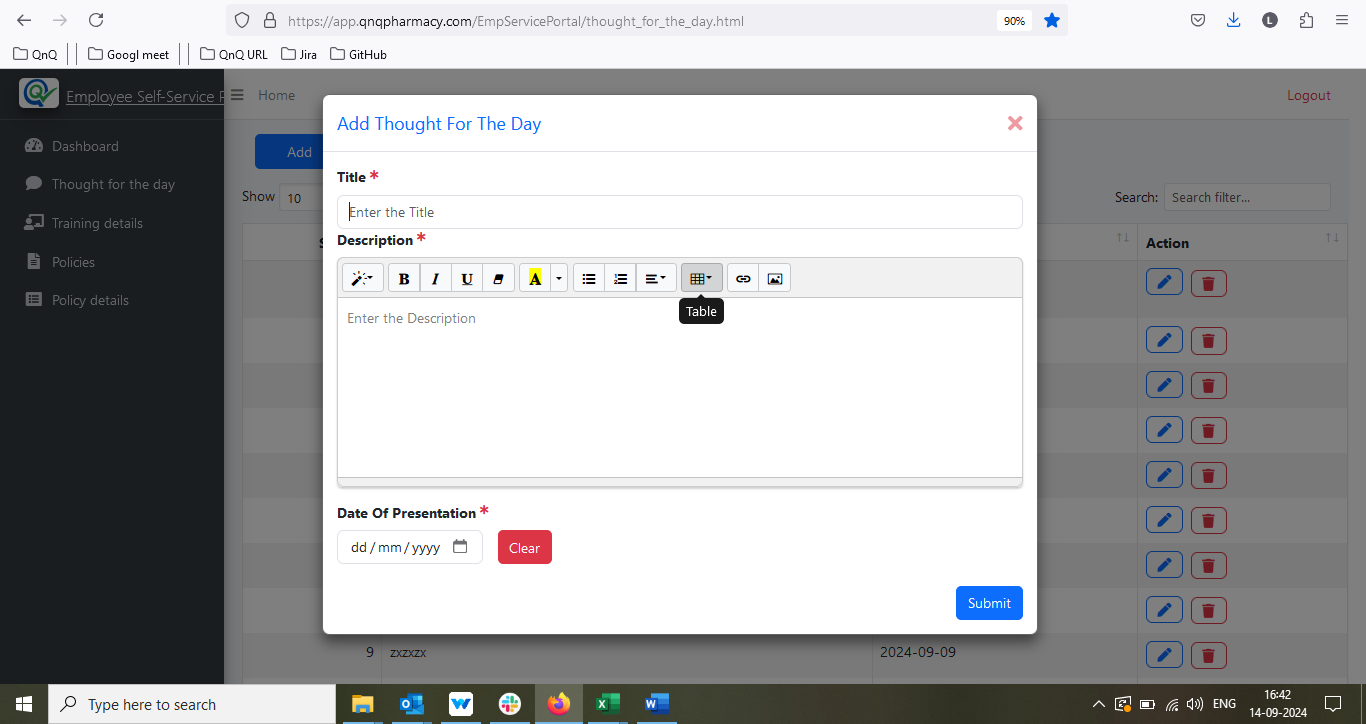 https://app.qnqpharmacy.com/EmpServicePortal/thought_for_the_day.html
90%
L
QnQ
Googl meet
QnQ URL
Jira
GitHub
Employee Self-Service P
Home
Logout
Add Thought For The Day
Dashboard
Add
Thought for the day
Title *
Show 10
Search: Search filter...
Enter the Title
Training details
Description *
S
Action
Policies
B I U A
Table
Policy details
Enter the Description
Date Of Presentation *
dd / mm / yyyy
Clear
Submit
9 zxzxzx 2024-09-09
Type here to search
ENG
16:42
14-09-2024